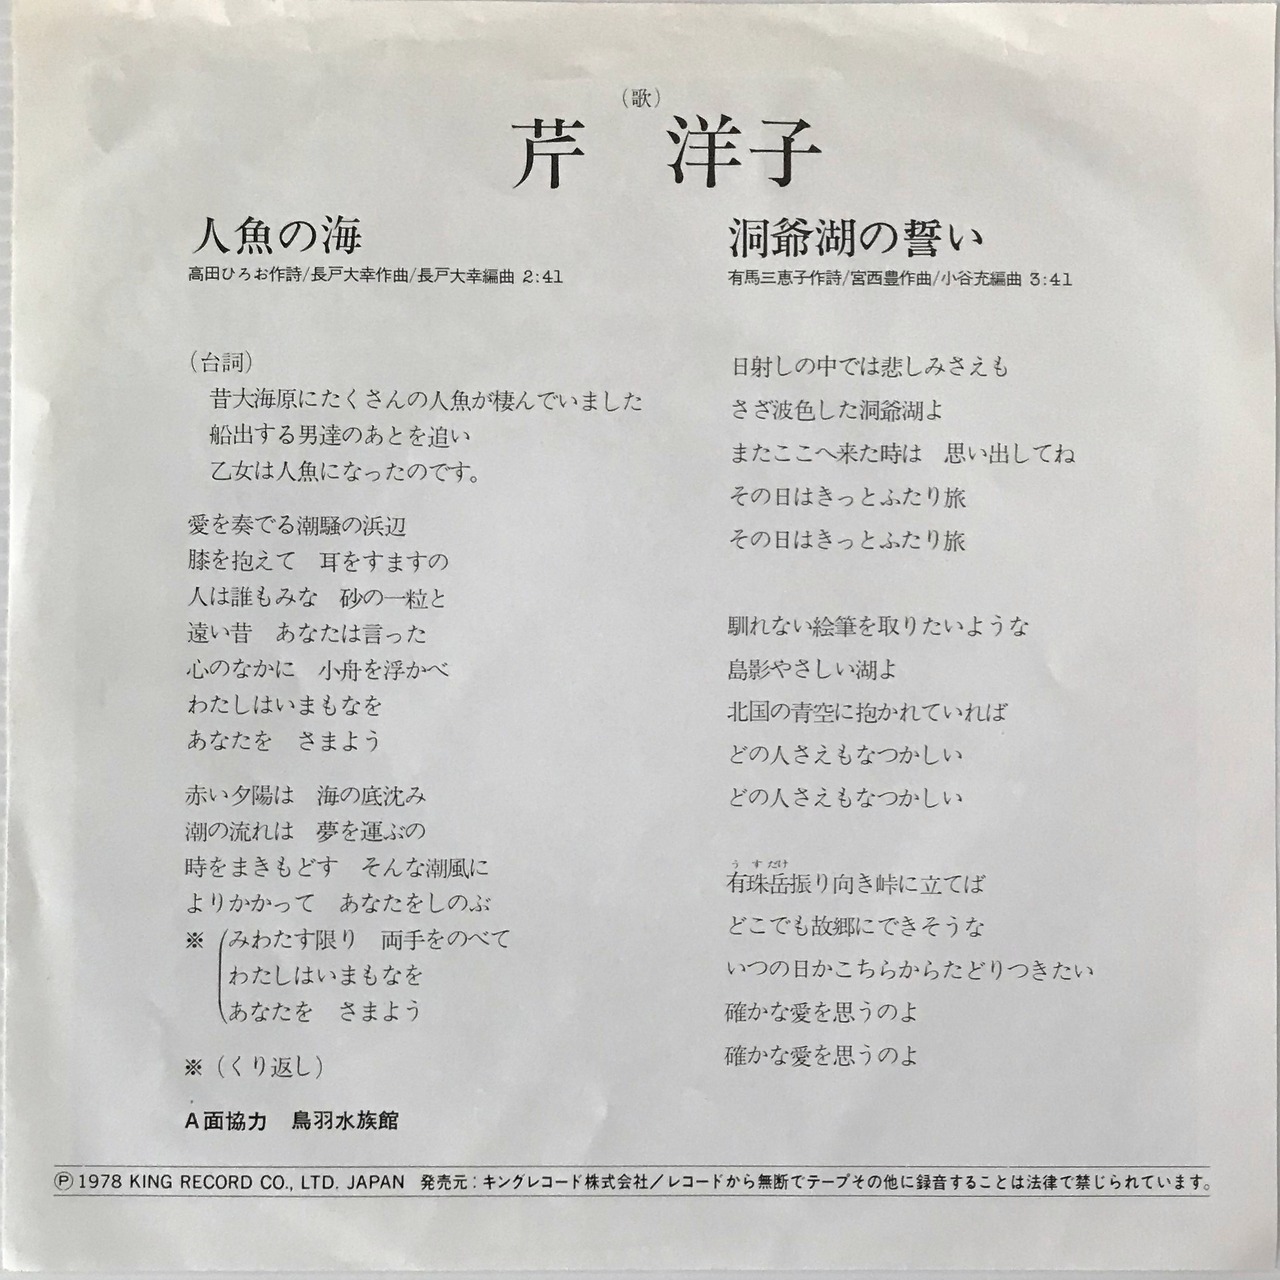 （歌）
芹　洋子
人魚の海
高田ひろお作詩/長戸大幸作曲/長戸大幸編曲 2:41
（台詞）
昔大海原にたくさんの人魚が棲んでいました
船出する男達のあとを追い
乙女は人魚になったのです。
愛を奏でる潮騒の浜辺
膝を抱えて　耳をすますの
人は誰もみな　砂の一粒と
遠い昔　あなたは言った
心のなかに　小舟を浮かべ
わたしはいまもなを
あなたを　さまよう
赤い夕陽は　海の底沈み
潮の流れは　夢を運ぶの
時をまきもどす　そんな潮風に
よりかかって　あなたをしのぶ
※（みわたす限り　両手をのべて
わたしはいまもなを
あなたを　さまよう
※（くり返し）
A面協力　鳥羽水族館
洞爺湖の誓い
有馬三恵子作詩/宮西豊作曲/小谷充編曲 3:41
日射しの中では悲しみさえも
さざ波色した洞爺湖よ
またここへ来た時は　思い出してね
その日はきっとふたり旅
その日はきっとふたり旅
馴れない絵筆を取りたいような
島影やさしい湖よ
北国の青空に抱かれていれば
どの人さえもなつかしい
どの人さえもなつかしい
うすだけ
有珠岳振り向き峠に立てば
どこでも故郷にできそうな
いつの日かこちらからたどりつきたい
確かな愛を思うのよ
確かな愛を思うのよ
Ⓟ1978 KING RECORD CO., LTD. JAPAN　発売元：キングレコード株式会社／レコードから無断でテープその他に録音することは法律で禁じられています。